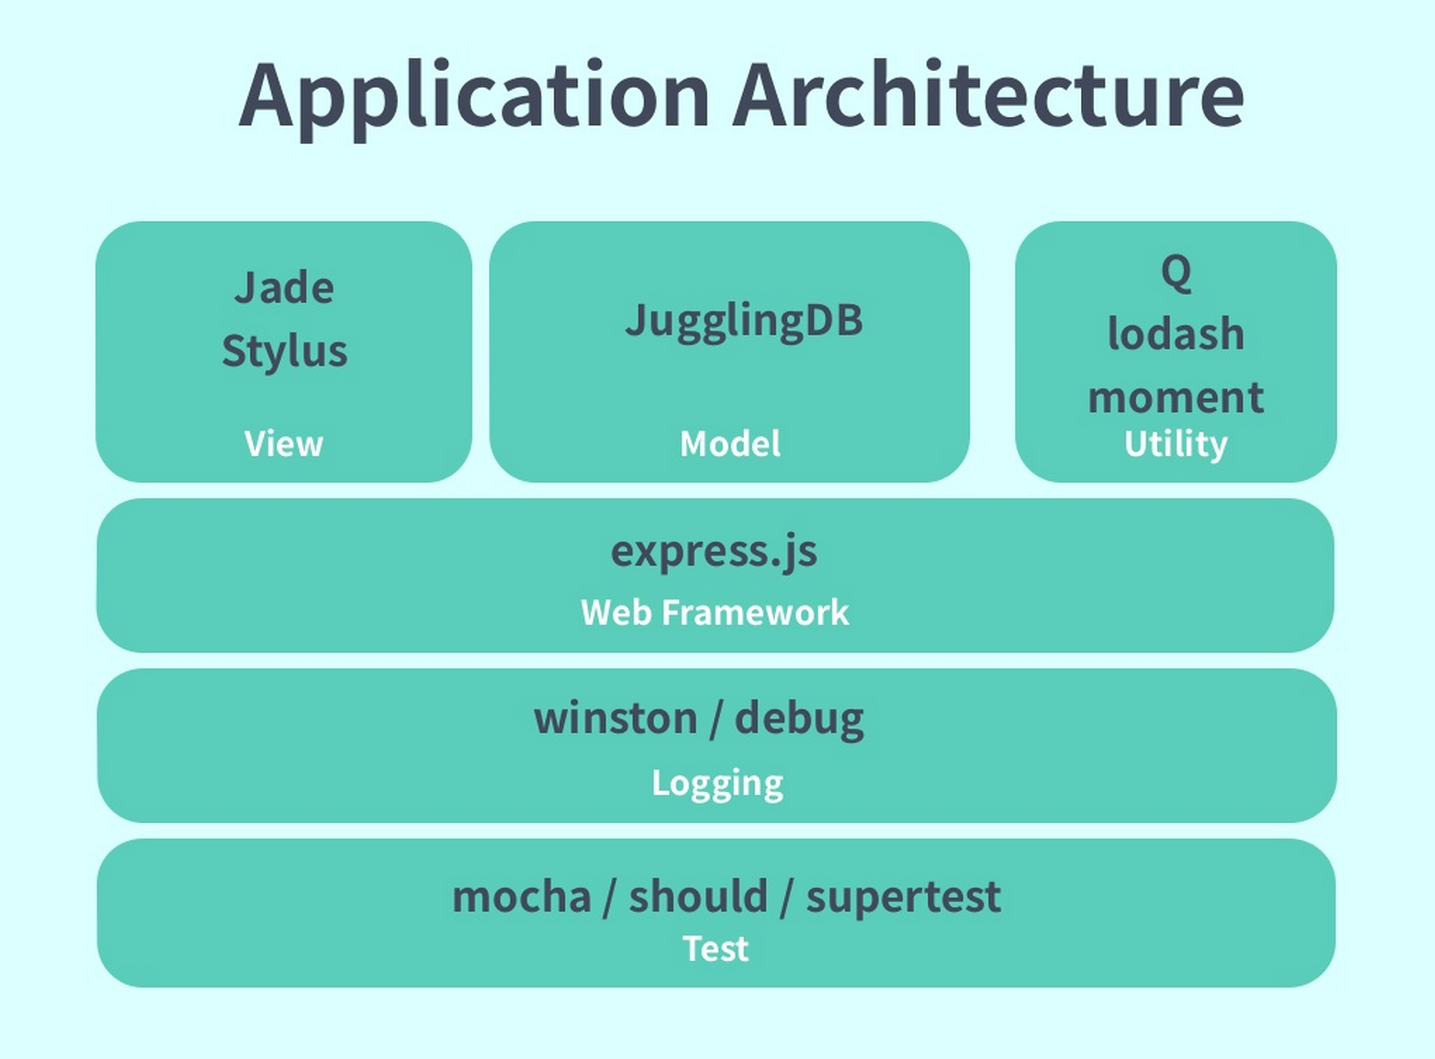 Application Architecture
Jade
Stylus
View
JugglingDB
Model
Q
lodash
moment
Utility
express.js
Web Framework
winston / debug
Logging
mocha / should / supertest
Test